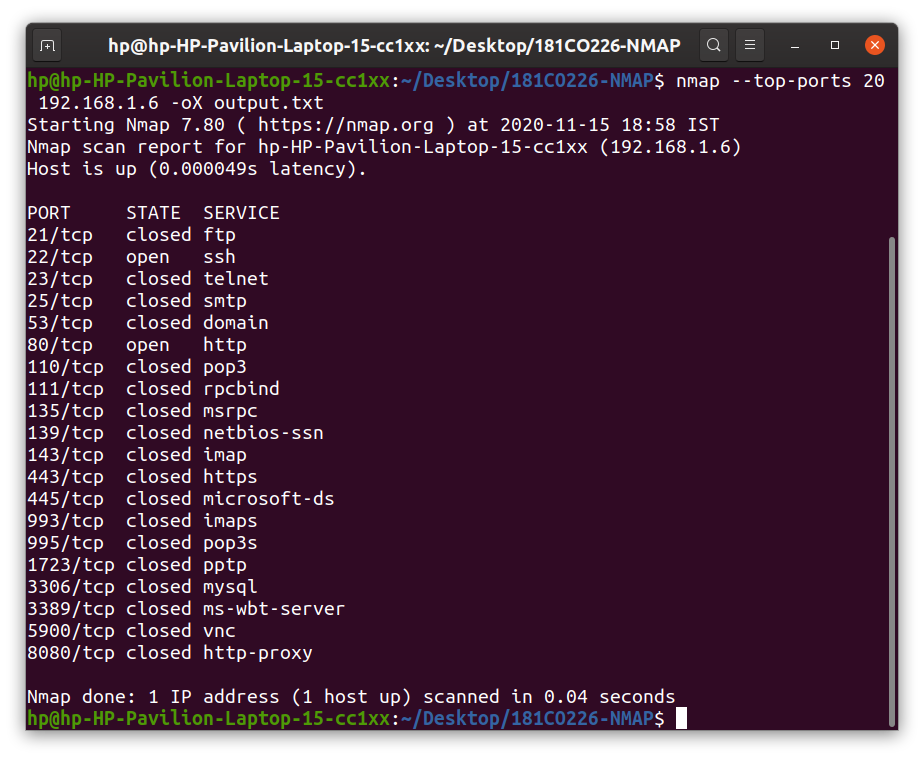 hp@hp-HP-Pavilion-Laptop-15-cc1xx: ~/Desktop/181CO226-NMAP
hp@hp-HP-Pavilion-Laptop-15-cc1xx:~/Desktop/181CO226-NMAP$ nmap --top-ports 20
 192.168.1.6 -oX output.txt
Starting Nmap 7.80 ( https://nmap.org ) at 2020-11-15 18:58 IST
Nmap scan report for hp-HP-Pavilion-Laptop-15-cc1xx (192.168.1.6)
Host is up (0.000049s latency).

PORT     STATE  SERVICE
21/tcp   closed ftp
22/tcp   open   ssh
23/tcp   closed telnet
25/tcp   closed smtp
53/tcp   closed domain
80/tcp   open   http
110/tcp  closed pop3
111/tcp  closed rpcbind
135/tcp  closed msrpc
139/tcp  closed netbios-ssn
143/tcp  closed imap
443/tcp  closed https
445/tcp  closed microsoft-ds
993/tcp  closed imaps
995/tcp  closed pop3s
1723/tcp closed pptp
3306/tcp closed mysql
3389/tcp closed ms-wbt-server
5900/tcp closed vnc
8080/tcp closed http-proxy

Nmap done: 1 IP address (1 host up) scanned in 0.04 seconds
hp@hp-HP-Pavilion-Laptop-15-cc1xx:~/Desktop/181CO226-NMAP$